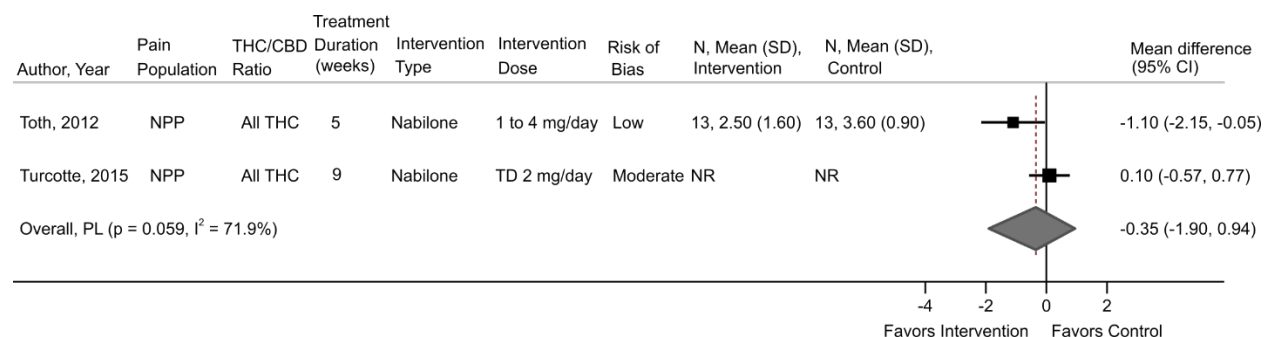 Author, Year Pain Population THC/CBD Ratio Treatment Duration (weeks) Intervention Type Intervention Dose Risk of Bias N, Mean (SD), Intervention N, Mean (SD), Control Mean difference (95% CI)
Toth, 2012 NPP All THC 5 Nabilone 1 to 4 mg/day Low 13, 2.50 (1.60) 13, 3.60 (0.90) -1.10 (-2.15, -0.05)
Turcotte, 2015 NPP All THC 9 Nabilone TD 2 mg/day Moderate NR NR 0.10 (-0.57, 0.77)
Overall, PL (p = 0.059, I² = 71.9%) -0.35 (-1.90, 0.94)
-4 -2 0 2
Favors Intervention Favors Control